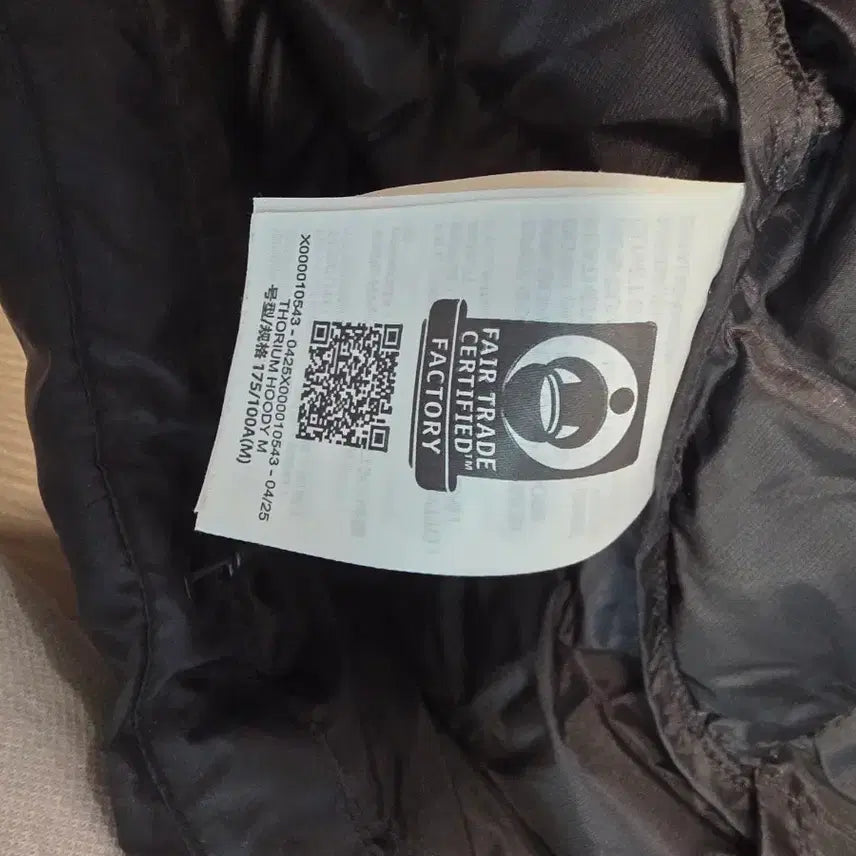 FAIR TRADE
CERTIFIED™
FACTORY
X000010543 -0425X000010543 - 04/25
THORIUM HOODY M
号型/规格 175/100A(M)